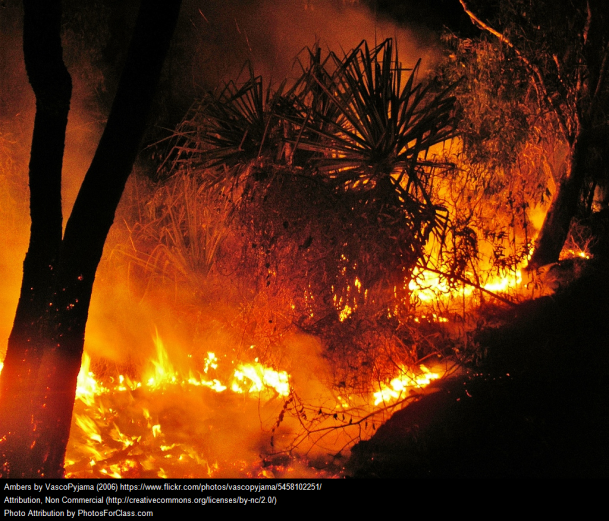 Ambers by VascoPyjama (2006) https://www.flickr.com/photos/vascopyjama/5458102251/
Attribution, Non Commercial (http://creativecommons.org/licenses/by-nc/2.0/)
Photo Attribution by PhotosForClass.com